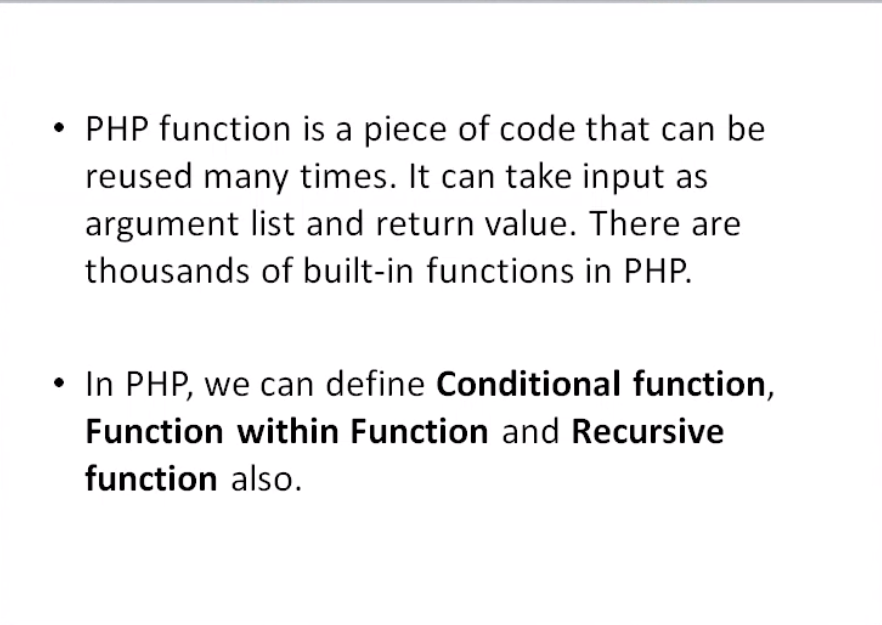 • PHP function is a piece of code that can be
reused many times. It can take input as
argument list and return value. There are
thousands of built-in functions in PHP.
• In PHP, we can define Conditional function,
Function within Function and Recursive
function also.